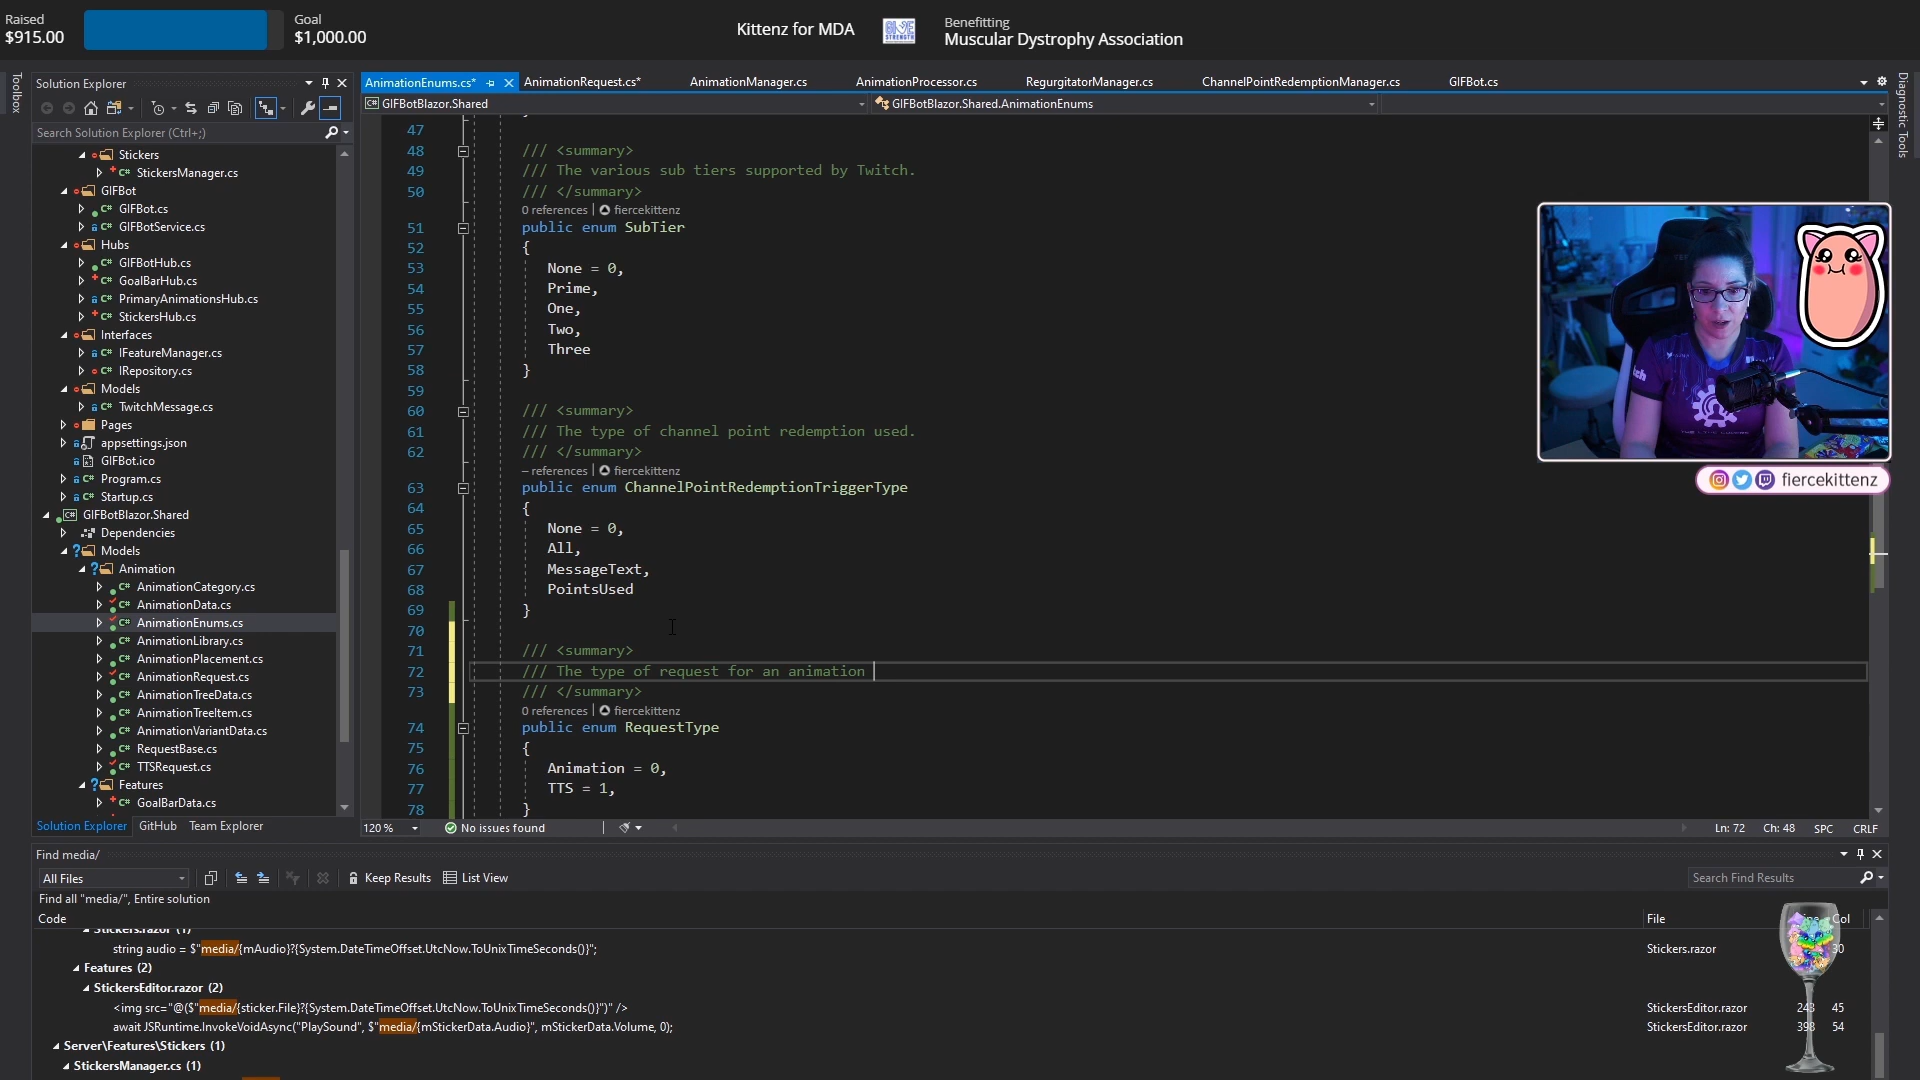 Raised
$915.00
Goal
$1,000.00
Kittenz for MDA
GIVE
STRENGTH
Benefitting
Muscular Dystrophy Association
Toolbox
Solution Explorer
Search Solution Explorer (Ctrl+;)
Stickers
C# StickersManager.cs
GIFBot
C# GIFBot.cs
C# GIFBotService.cs
Hubs
C# GIFBotHub.cs
C# GoalBarHub.cs
C# PrimaryAnimationsHub.cs
C# StickersHub.cs
Interfaces
C# IFeatureManager.cs
C# IRepository.cs
Models
C# TwitchMessage.cs
Pages
appsettings.json
GIFBot.ico
C# Program.cs
C# Startup.cs
C# GIFBotBlazor.Shared
Dependencies
Models
Animation
C# AnimationCategory.cs
C# AnimationData.cs
C# AnimationEnums.cs
C# AnimationLibrary.cs
C# AnimationPlacement.cs
C# AnimationRequest.cs
C# AnimationTreeData.cs
C# AnimationTreeItem.cs
C# AnimationVariantData.cs
C# RequestBase.cs
C# TTSRequest.cs
Features
C# GoalBarData.cs
Solution Explorer GitHub Team Explorer
AnimationEnums.cs* AnimationRequest.cs* AnimationManager.cs AnimationProcessor.cs RegurgitatorManager.cs ChannelPointRedemptionManager.cs GIFBot.cs
C# GIFBotBlazor.Shared
GIFBotBlazor.Shared.AnimationEnums
47
48 /// <summary>
49 /// The various sub tiers supported by Twitch.
50 /// </summary>
0 references | fiercekittenz
51 public enum SubTier
52 {
53 None = 0,
54 Prime,
55 One,
56 Two,
57 Three
58 }
59
60 /// <summary>
61 /// The type of channel point redemption used.
62 /// </summary>
– references | fiercekittenz
63 public enum ChannelPointRedemptionTriggerType
64 {
65 None = 0,
66 All,
67 MessageText,
68 PointsUsed
69 }
70
71 /// <summary>
72 /// The type of request for an animation
73 /// </summary>
0 references | fiercekittenz
74 public enum RequestType
75 {
76 Animation = 0,
77 TTS = 1,
78 }
120 % No issues found Ln: 72 Ch: 48 SPC CRLF
Diagnostic Tools
fiercekittenz
Find media/
All Files Keep Results List View Search Find Results
Find all "media/", Entire solution
Code File Col
Stickers.razor (1)
string audio = $"media/{mAudio}?{System.DateTimeOffset.UtcNow.ToUnixTimeSeconds()}"; Stickers.razor 30
Features (2)
StickersEditor.razor (2)
<img src="@($"media/{sticker.File}?{System.DateTimeOffset.UtcNow.ToUnixTimeSeconds()}")" /> StickersEditor.razor 243 45
await JSRuntime.InvokeVoidAsync("PlaySound", $"media/{mStickerData.Audio}", mStickerData.Volume, 0); StickersEditor.razor 398 54
Server\Features\Stickers (1)
StickersManager.cs (1)